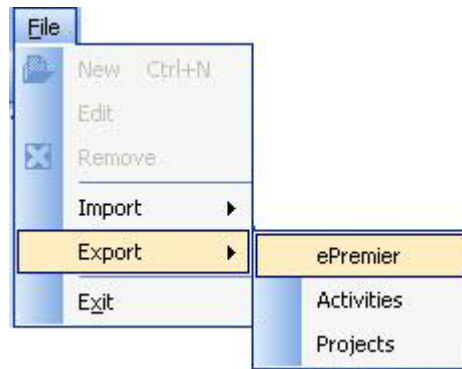 File
New Ctrl+N
Edit
Remove
Import
Export
ePremier
Exit
Activities
Projects